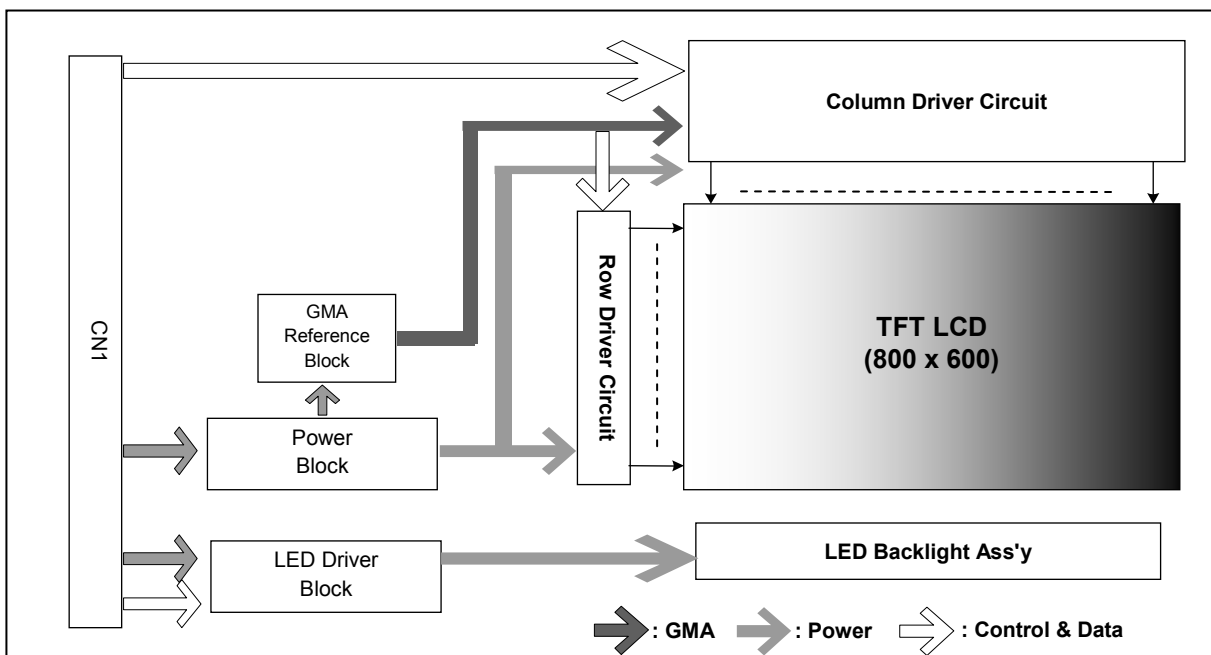 CN1
Column Driver Circuit
Row Driver Circuit
GMA
Reference
Block
TFT LCD
(800 x 600)
Power
Block
LED Driver
Block
LED Backlight Ass'y
: GMA
: Power
: Control & Data